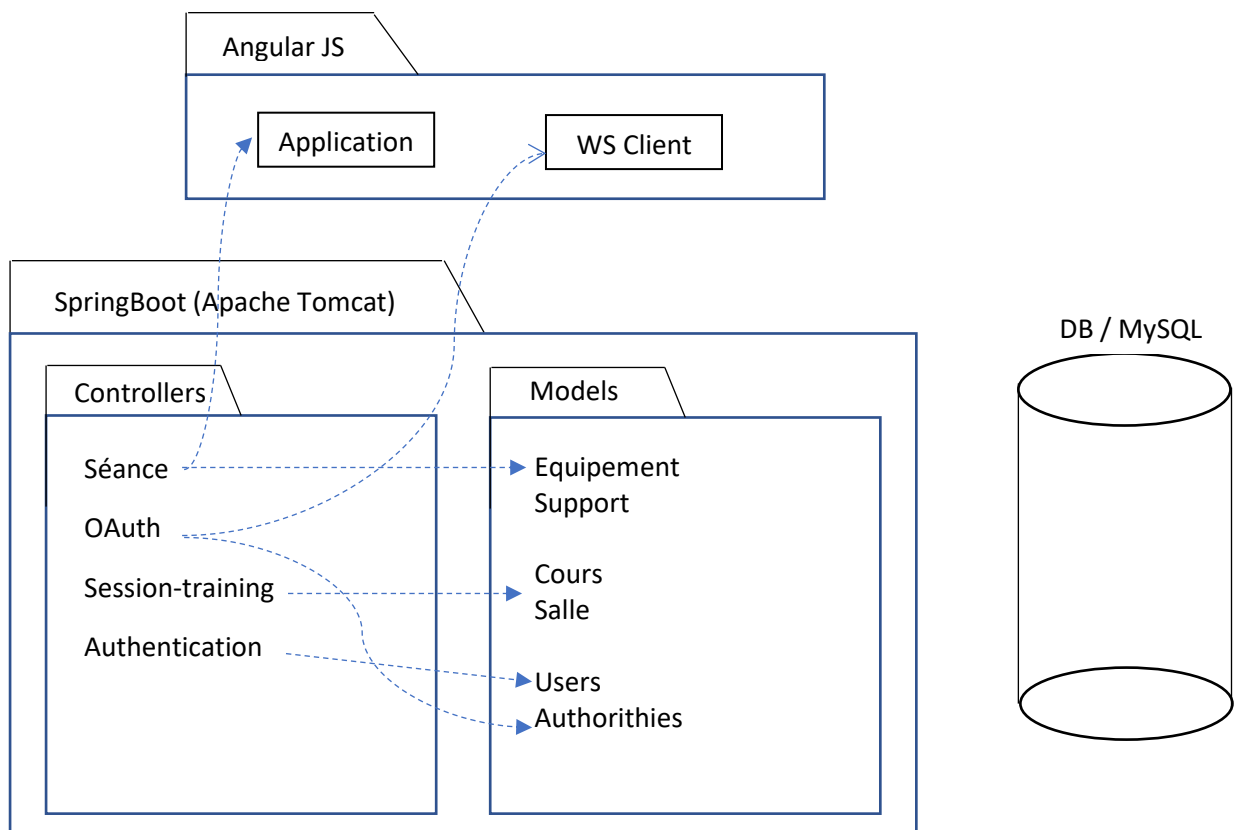 Angular JS
Application
WS Client
SpringBoot (Apache Tomcat)
DB / MySQL
Controllers
Models
Séance
OAuth
Session-training
Authentication
Equipement
Support
Cours
Salle
Users
Authorithies